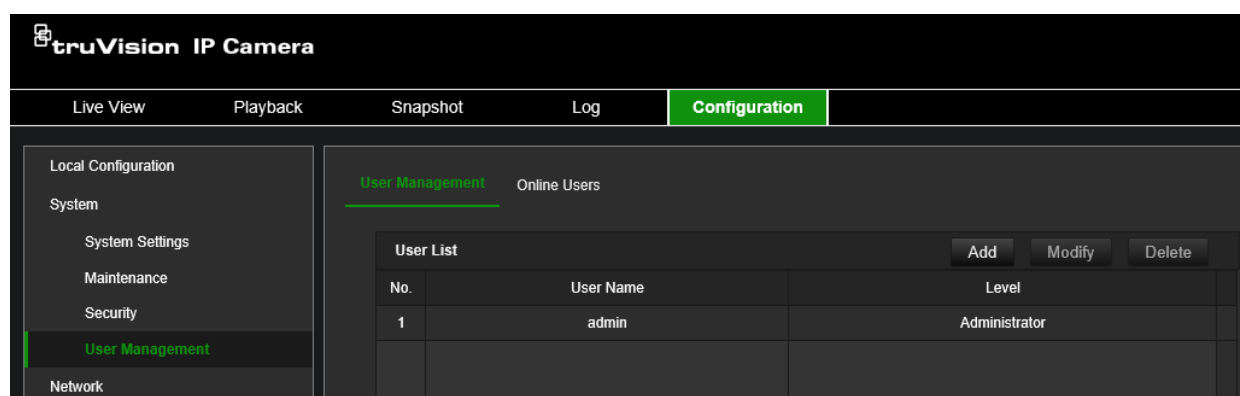 truVision IP Camera
Live View Playback Snapshot Log Configuration
Local Configuration
System
System Settings
Maintenance
Security
User Management
Network
User Management Online Users
User List Add Modify Delete
No. User Name Level
1 admin Administrator